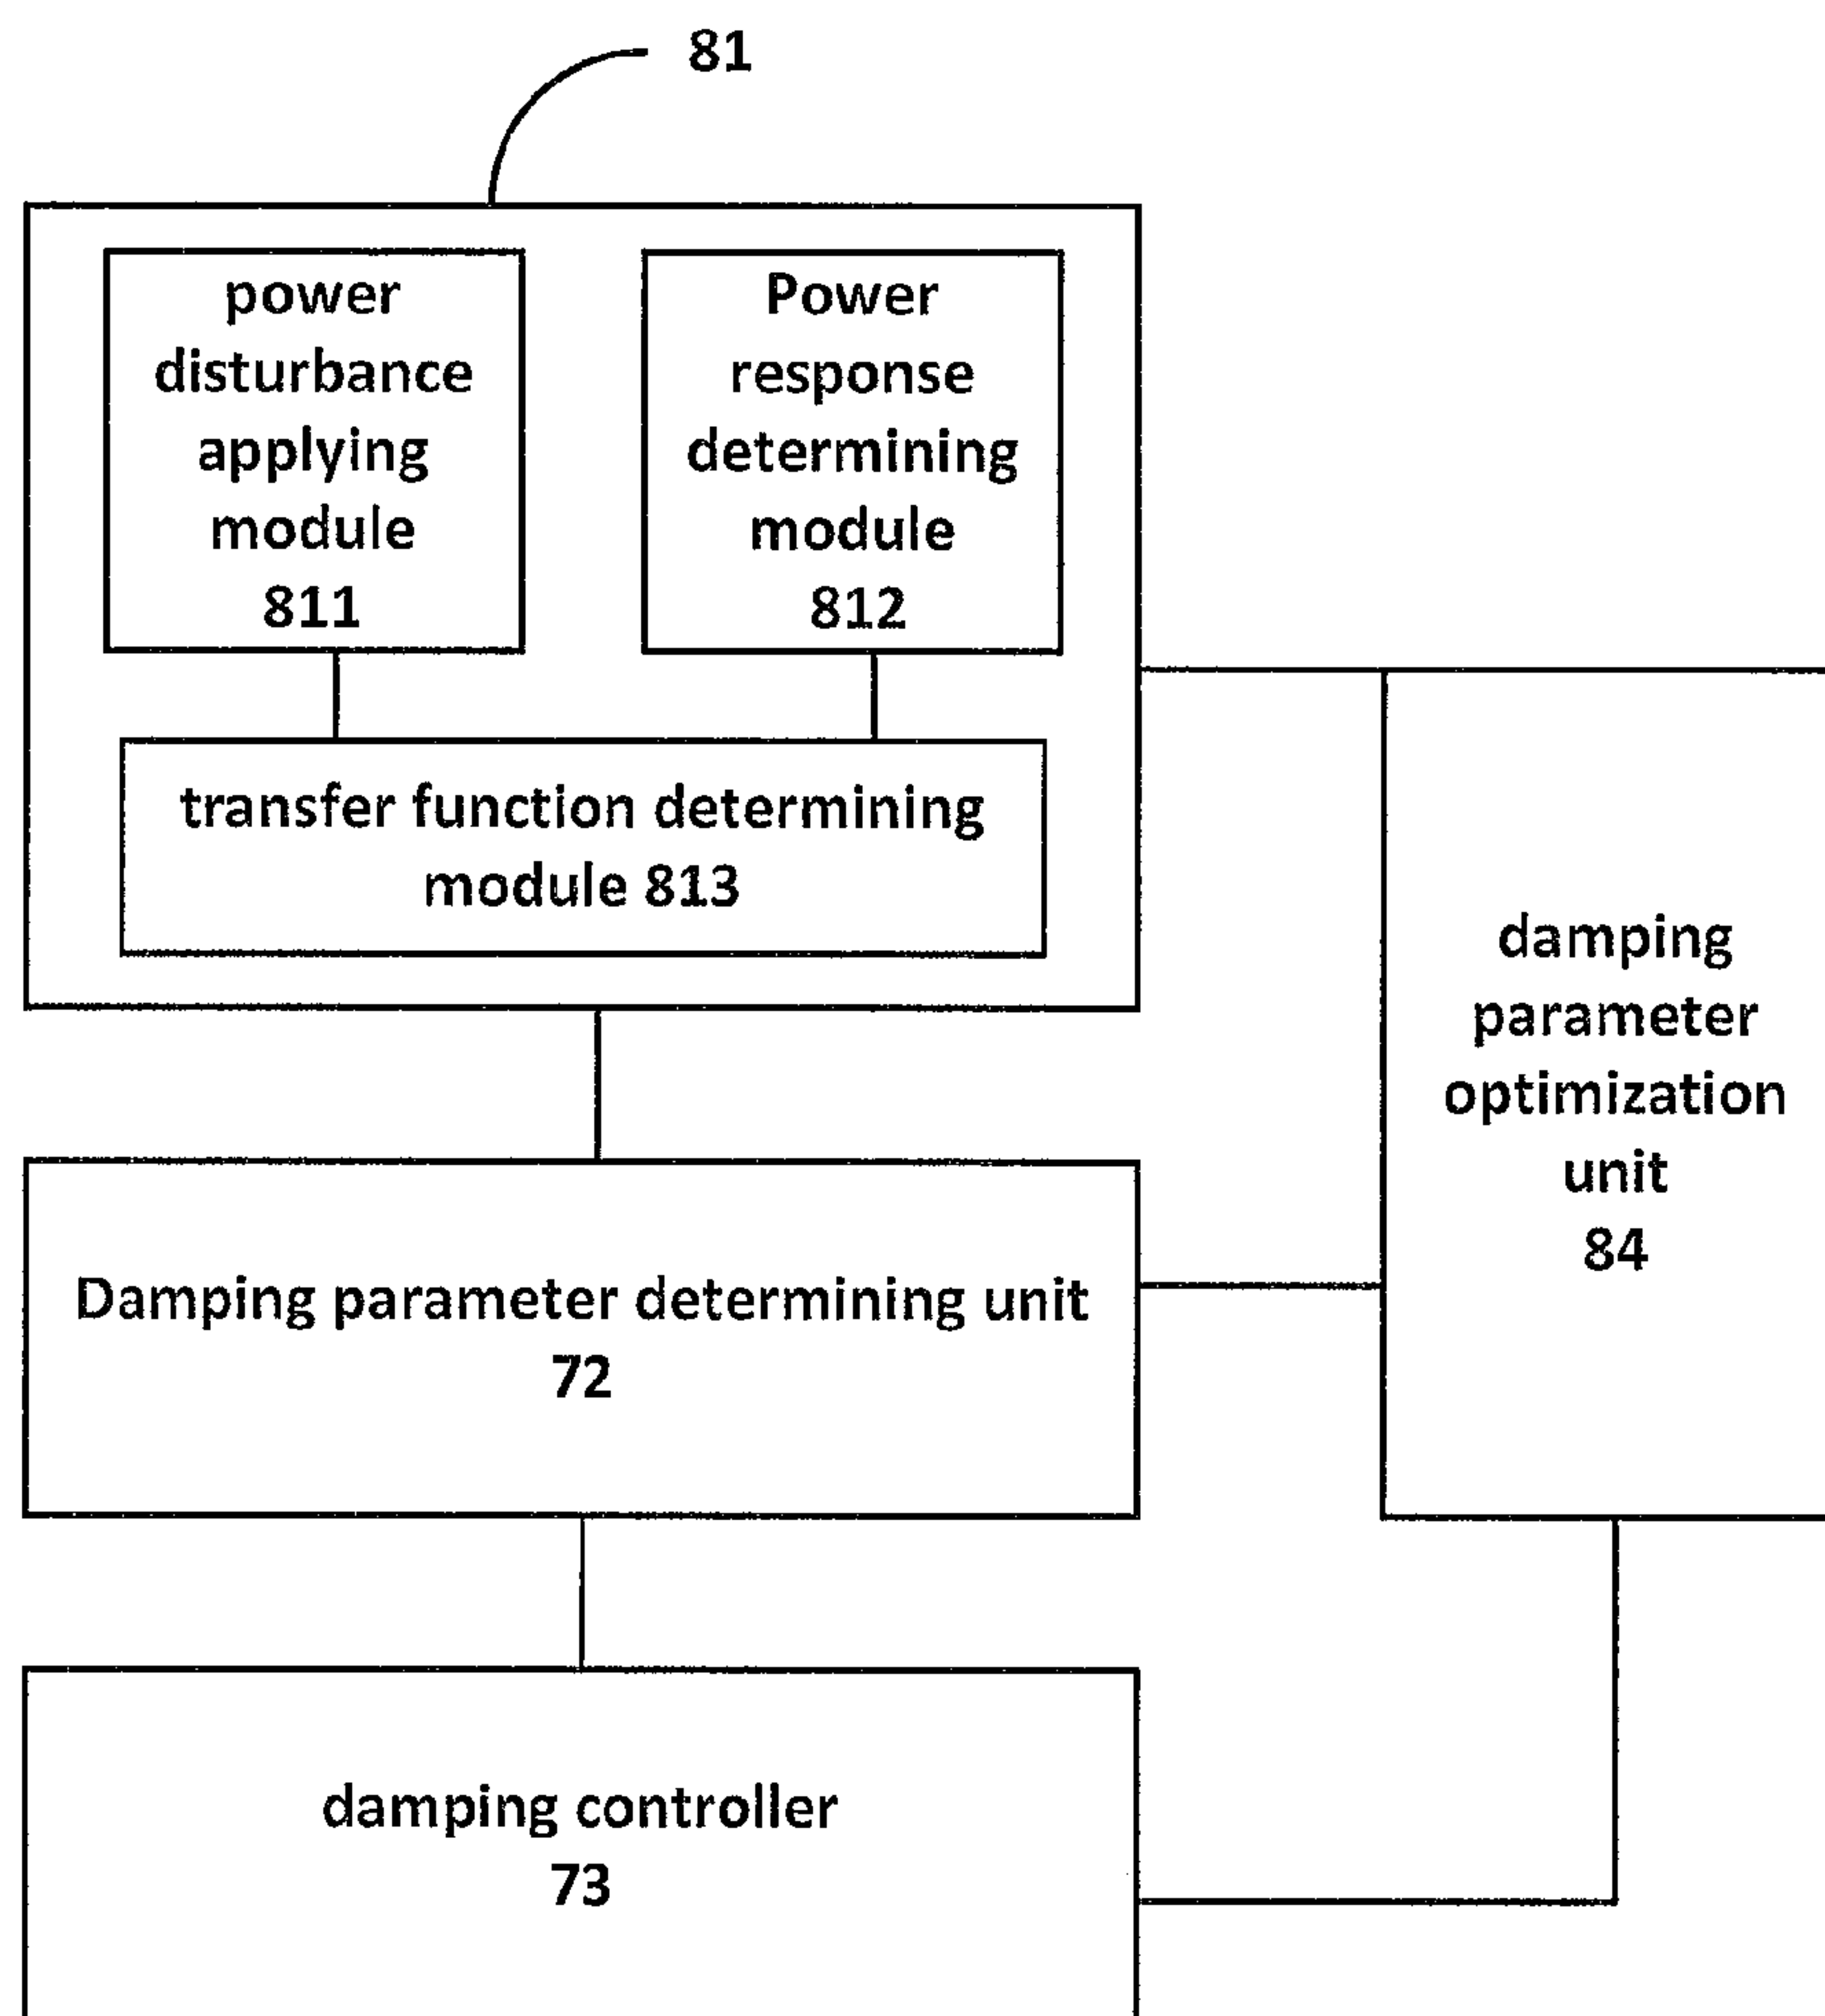 81
power
disturbance
applying
module
811
Power
response
determining
module
812
transfer function determining
module 813
damping
parameter
optimization
unit
84
Damping parameter determining unit
72
damping controller
73